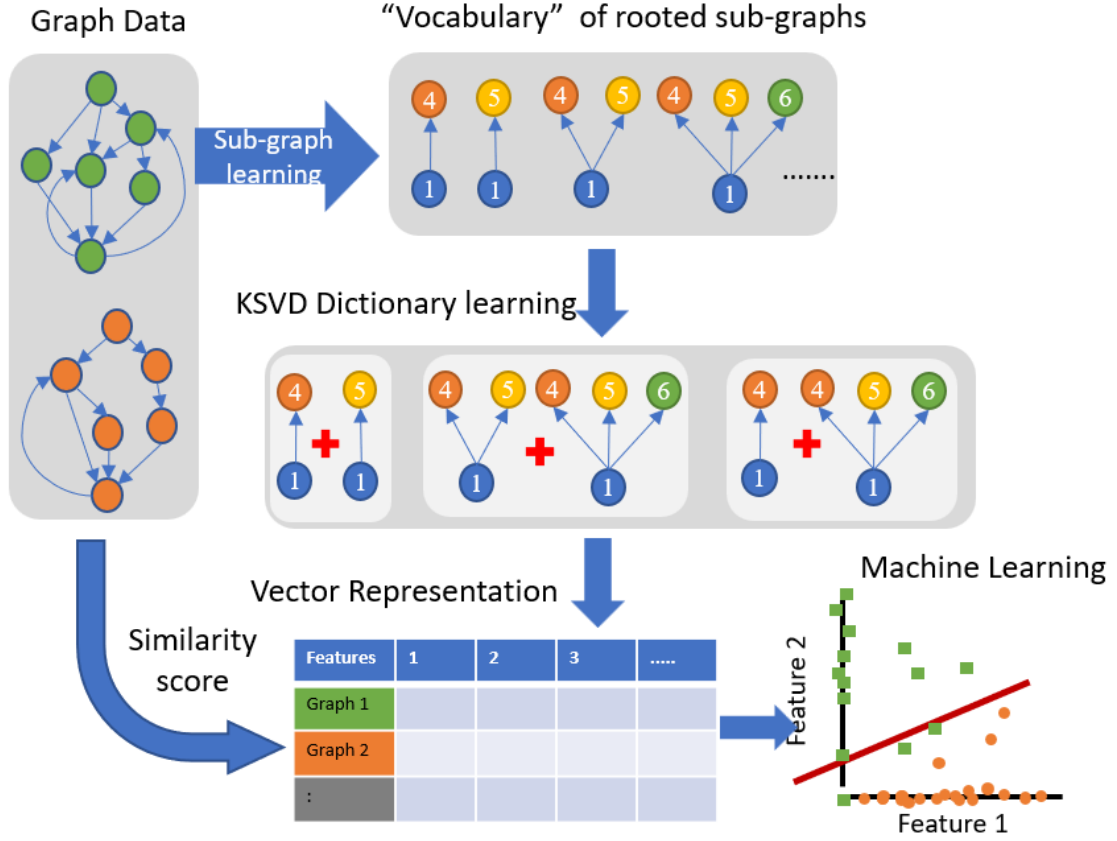 Graph Data
“Vocabulary” of rooted sub-graphs
Sub-graph
learning
4 5 4 5 4 5 6
1 1 1 1 .......
KSVD Dictionary learning
4 5 4 5 4 5 6 4 4 5 6
1 + 1 1 + 1 1 + 1
Vector Representation
Similarity
score
Features 1 2 3 .....
Graph 1
Graph 2
:
Machine Learning
Feature 2
Feature 1